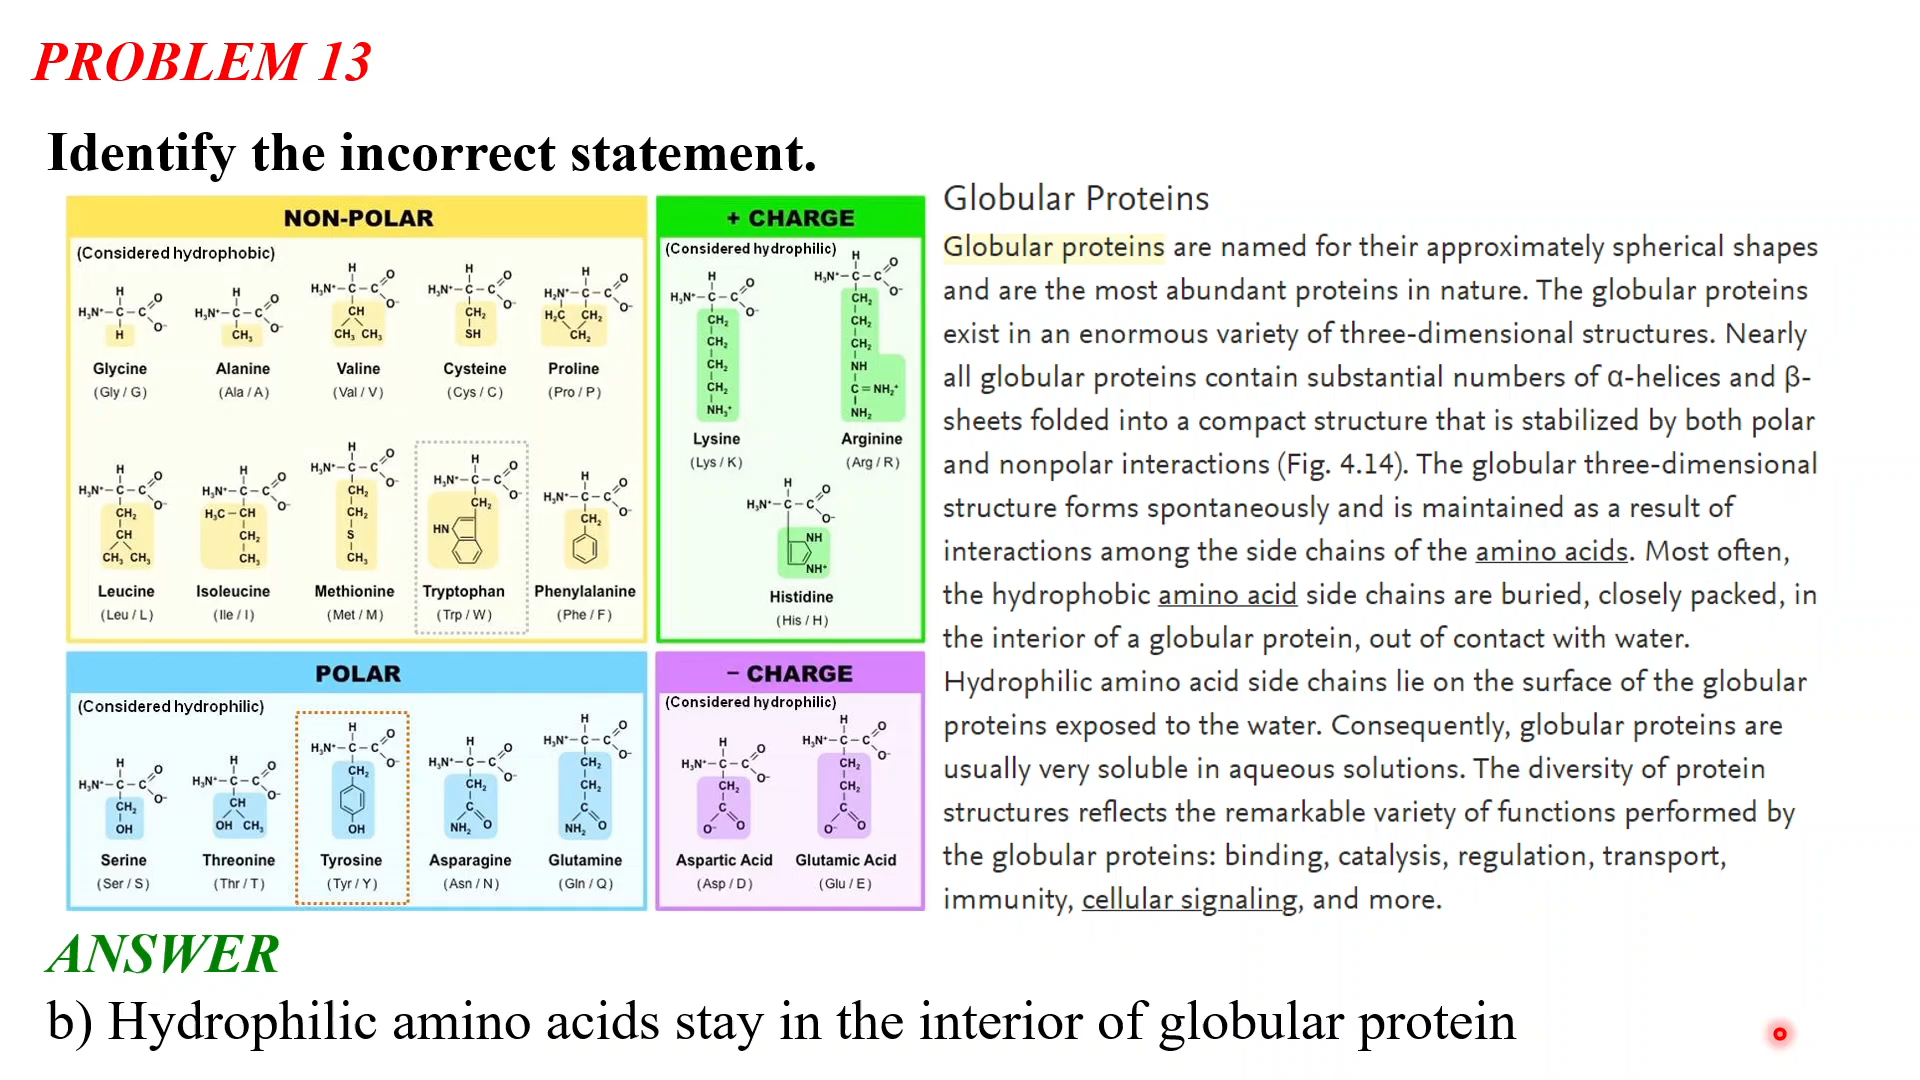 PROBLEM 13
Identify the incorrect statement.
NON-POLAR
(Considered hydrophobic)
Glycine
(Gly / G)
Alanine
(Ala / A)
Valine
(Val / V)
Cysteine
(Cys / C)
Proline
(Pro / P)
Leucine
(Leu / L)
Isoleucine
(Ile / I)
Methionine
(Met / M)
Tryptophan
(Trp / W)
Phenylalanine
(Phe / F)
+ CHARGE
(Considered hydrophilic)
Lysine
(Lys / K)
Arginine
(Arg / R)
Histidine
(His / H)
POLAR
(Considered hydrophilic)
Serine
(Ser / S)
Threonine
(Thr / T)
Tyrosine
(Tyr / Y)
Asparagine
(Asn / N)
Glutamine
(Gln / Q)
− CHARGE
(Considered hydrophilic)
Aspartic Acid
(Asp / D)
Glutamic Acid
(Glu / E)
Globular Proteins
Globular proteins are named for their approximately spherical shapes
and are the most abundant proteins in nature. The globular proteins
exist in an enormous variety of three-dimensional structures. Nearly
all globular proteins contain substantial numbers of α-helices and β-
sheets folded into a compact structure that is stabilized by both polar
and nonpolar interactions (Fig. 4.14). The globular three-dimensional
structure forms spontaneously and is maintained as a result of
interactions among the side chains of the amino acids. Most often,
the hydrophobic amino acid side chains are buried, closely packed, in
the interior of a globular protein, out of contact with water.
Hydrophilic amino acid side chains lie on the surface of the globular
proteins exposed to the water. Consequently, globular proteins are
usually very soluble in aqueous solutions. The diversity of protein
structures reflects the remarkable variety of functions performed by
the globular proteins: binding, catalysis, regulation, transport,
immunity, cellular signaling, and more.
ANSWER
b) Hydrophilic amino acids stay in the interior of globular protein